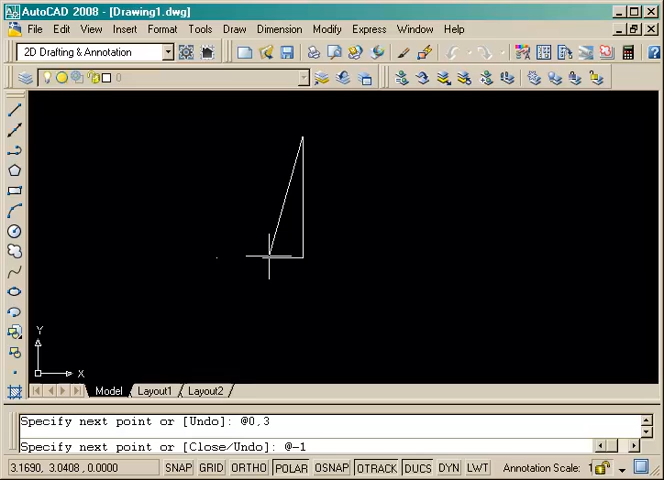 AutoCAD 2008 - [Drawing1.dwg]
File Edit View Insert Format Tools Draw Dimension Modify Express Window Help
2D Drafting & Annotation
0
Y
X
Model Layout1 Layout2
Specify next point or [Undo]: @0,3
Specify next point or [Close/Undo]: @-1
3.1690, 3.0408, 0.0000 SNAP GRID ORTHO POLAR OSNAP OTRACK DUCS DYN LWT Annotation Scale: